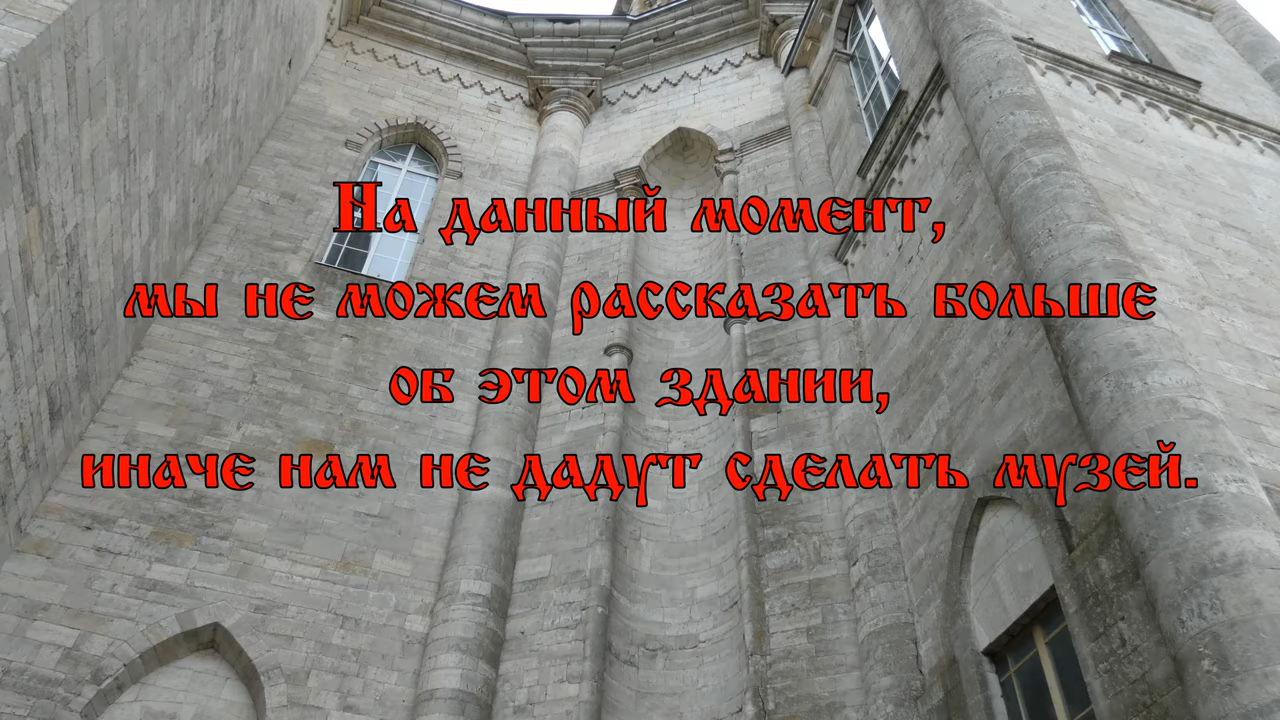 На данный момент,
мы не можем рассказать больше
об этом здании,
иначе нам не дадут сделать музей.